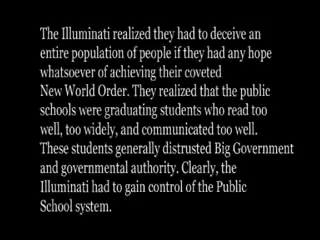 The Illuminati realized they had to deceive an
entire population of people if they had any hope
whatsoever of achieving their coveted
New World Order. They realized that the public
schools were graduating students who read too
well, too widely, and communicated too well.
These students generally distrusted Big Government
and governmental authority. Clearly, the
Illuminati had to gain control of the Public
School system.